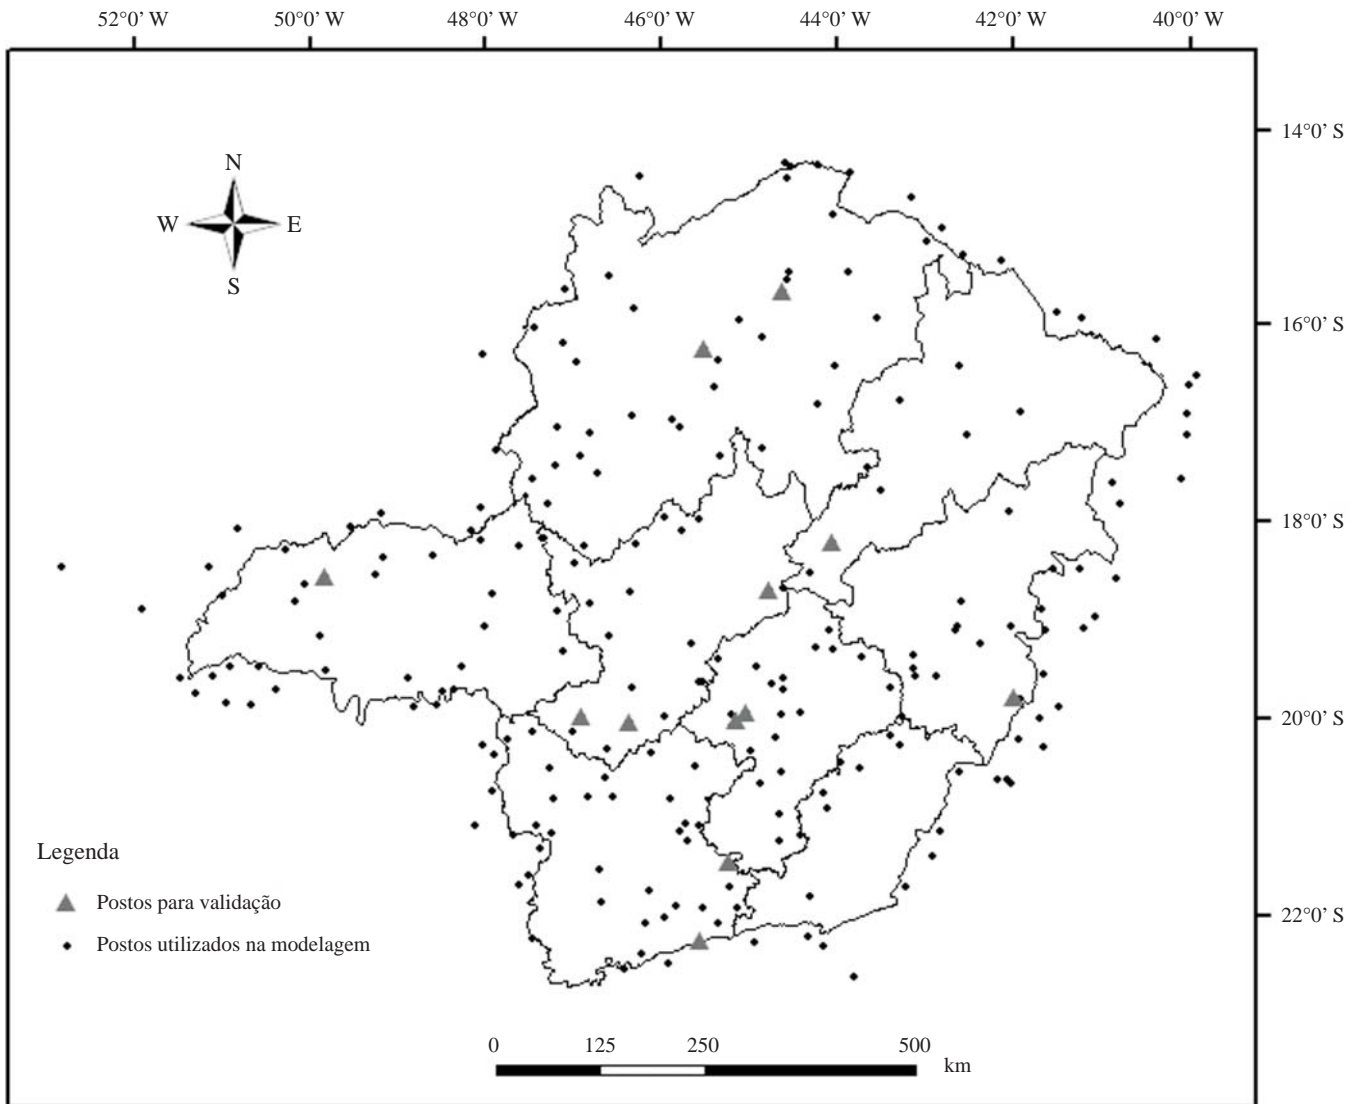 52°0’ W 50°0’ W 48°0’ W 46°0’ W 44°0’ W 42°0’ W 40°0’ W
14°0’ S
N
W E
S
16°0’ S
18°0’ S
20°0’ S
Legenda
Postos para validação
22°0’ S
Postos utilizados na modelagem
0 125 250 500
km